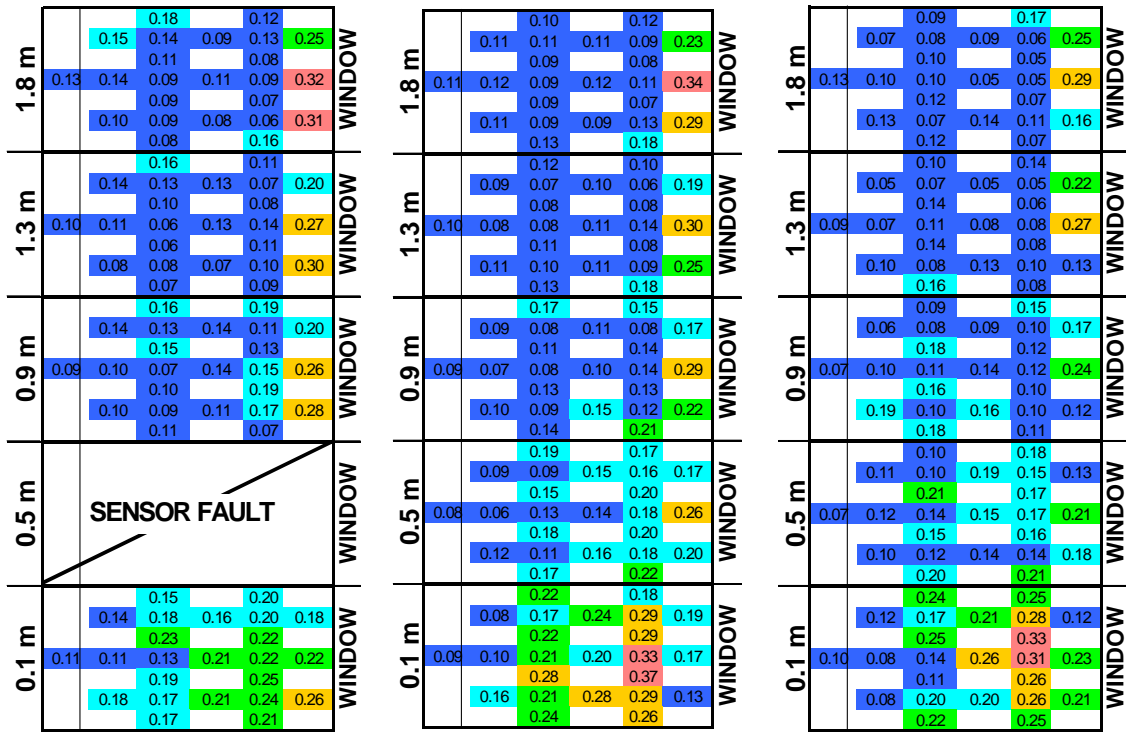 1.8 m
0.18 0.12
0.15 0.14 0.09 0.13 0.25
0.11 0.08
0.13 0.14 0.09 0.11 0.09 0.32
0.09 0.07
0.10 0.09 0.08 0.06 0.31
0.08 0.16
WINDOW
1.3 m
0.16 0.11
0.14 0.13 0.13 0.07 0.20
0.10 0.08
0.10 0.11 0.06 0.13 0.14 0.27
0.06 0.11
0.08 0.08 0.07 0.10 0.30
0.07 0.09
WINDOW
0.9 m
0.16 0.19
0.14 0.13 0.14 0.11 0.20
0.15 0.13
0.09 0.10 0.07 0.14 0.15 0.26
0.10 0.19
0.10 0.09 0.11 0.17 0.28
0.11 0.07
WINDOW
0.5 m
SENSOR FAULT
WINDOW
0.1 m
0.15 0.20
0.14 0.18 0.16 0.20 0.18
0.23 0.22
0.11 0.11 0.13 0.21 0.22 0.22
0.19 0.25
0.18 0.17 0.21 0.24 0.26
0.17 0.21
WINDOW
1.8 m
0.10 0.12
0.11 0.11 0.11 0.09 0.23
0.09 0.08
0.11 0.12 0.09 0.12 0.11 0.34
0.09 0.07
0.11 0.09 0.09 0.13 0.29
0.13 0.18
WINDOW
1.3 m
0.12 0.10
0.09 0.07 0.10 0.06 0.19
0.08 0.08
0.10 0.08 0.08 0.11 0.14 0.30
0.11 0.08
0.11 0.10 0.11 0.09 0.25
0.13 0.18
WINDOW
0.9 m
0.17 0.15
0.09 0.08 0.11 0.08 0.17
0.11 0.14
0.09 0.07 0.08 0.10 0.14 0.29
0.13 0.13
0.10 0.09 0.15 0.12 0.22
0.14 0.21
WINDOW
0.5 m
0.19 0.17
0.09 0.09 0.15 0.16 0.17
0.15 0.20
0.08 0.06 0.13 0.14 0.18 0.26
0.18 0.20
0.12 0.11 0.16 0.18 0.20
0.17 0.22
WINDOW
0.1 m
0.22 0.18
0.08 0.17 0.24 0.29 0.19
0.22 0.29
0.09 0.10 0.21 0.20 0.33 0.17
0.28 0.37
0.16 0.21 0.28 0.29 0.13
0.24 0.26
WINDOW
1.8 m
0.09 0.17
0.07 0.08 0.09 0.06 0.25
0.10 0.05
0.13 0.10 0.10 0.05 0.05 0.29
0.12 0.07
0.13 0.07 0.14 0.11 0.16
0.12 0.07
WINDOW
1.3 m
0.10 0.14
0.05 0.07 0.05 0.05 0.22
0.14 0.06
0.09 0.07 0.11 0.08 0.08 0.27
0.14 0.08
0.10 0.08 0.13 0.10 0.13
0.16 0.08
WINDOW
0.9 m
0.09 0.15
0.06 0.08 0.09 0.10 0.17
0.18 0.12
0.07 0.10 0.11 0.14 0.12 0.24
0.16 0.10
0.19 0.10 0.16 0.10 0.12
0.18 0.11
WINDOW
0.5 m
0.10 0.18
0.11 0.10 0.19 0.15 0.13
0.21 0.17
0.07 0.12 0.14 0.15 0.17 0.21
0.15 0.16
0.10 0.12 0.14 0.14 0.18
0.20 0.21
WINDOW
0.1 m
0.24 0.25
0.12 0.17 0.21 0.28 0.12
0.25 0.33
0.10 0.08 0.14 0.26 0.31 0.23
0.11 0.26
0.08 0.20 0.20 0.26 0.21
0.22 0.25
WINDOW